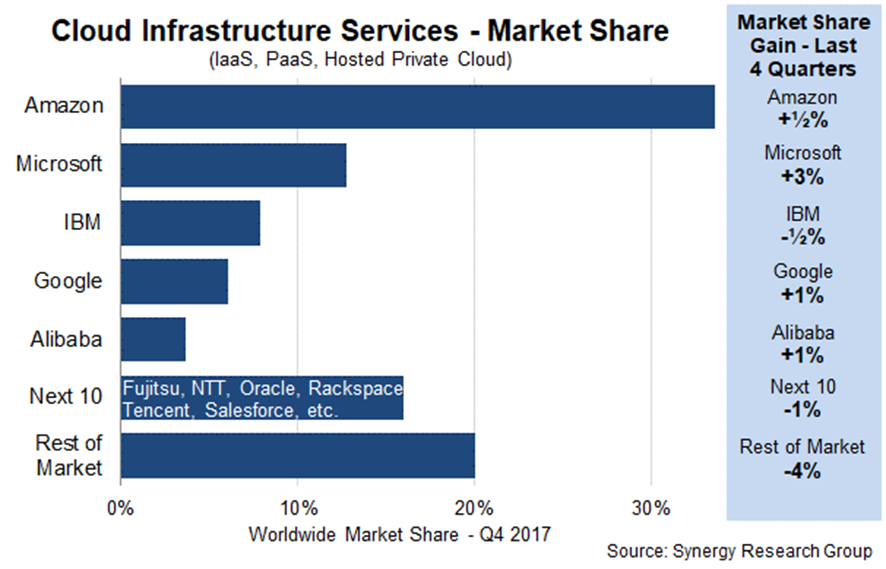 Cloud Infrastructure Services - Market Share
(IaaS, PaaS, Hosted Private Cloud)
Amazon
Microsoft
IBM
Google
Alibaba
Next 10
Fujitsu, NTT, Oracle, Rackspace
Tencent, Salesforce, etc.
Rest of
Market
0%
10%
20%
30%
Worldwide Market Share - Q4 2017
Market Share
Gain - Last
4 Quarters
Amazon
+½%
Microsoft
+3%
IBM
-½%
Google
+1%
Alibaba
+1%
Next 10
-1%
Rest of Market
-4%
Source: Synergy Research Group